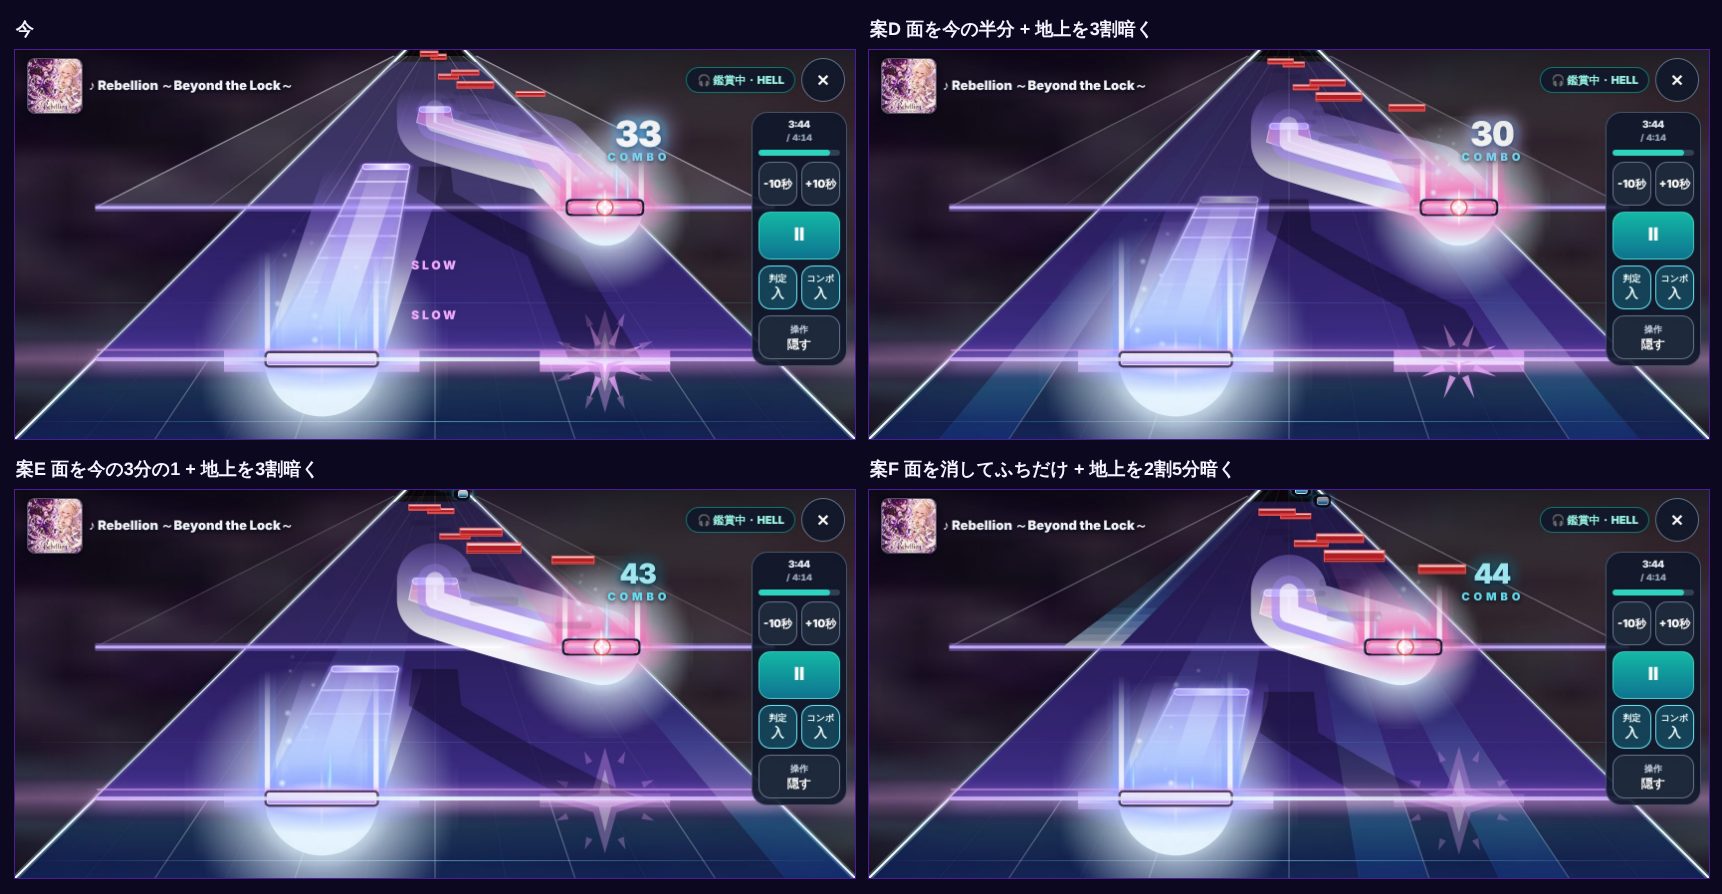 今
♪ Rebellion ～Beyond the Lock～
🎧 鑑賞中・HELL
×
33
COMBO
3:44
/ 4:14
-10秒
+10秒
判定
入
コンボ
入
操作
隠す
SLOW
SLOW
案D 面を今の半分 + 地上を3割暗く
♪ Rebellion ～Beyond the Lock～
🎧 鑑賞中・HELL
×
30
COMBO
3:44
/ 4:14
-10秒
+10秒
判定
入
コンボ
入
操作
隠す
案E 面を今の3分の1 + 地上を3割暗く
♪ Rebellion ～Beyond the Lock～
🎧 鑑賞中・HELL
×
43
COMBO
3:44
/ 4:14
-10秒
+10秒
判定
入
コンボ
入
操作
隠す
案F 面を消してふちだけ + 地上を2割5分暗く
♪ Rebellion ～Beyond the Lock～
🎧 鑑賞中・HELL
×
44
COMBO
3:44
/ 4:14
-10秒
+10秒
判定
入
コンボ
入
操作
隠す